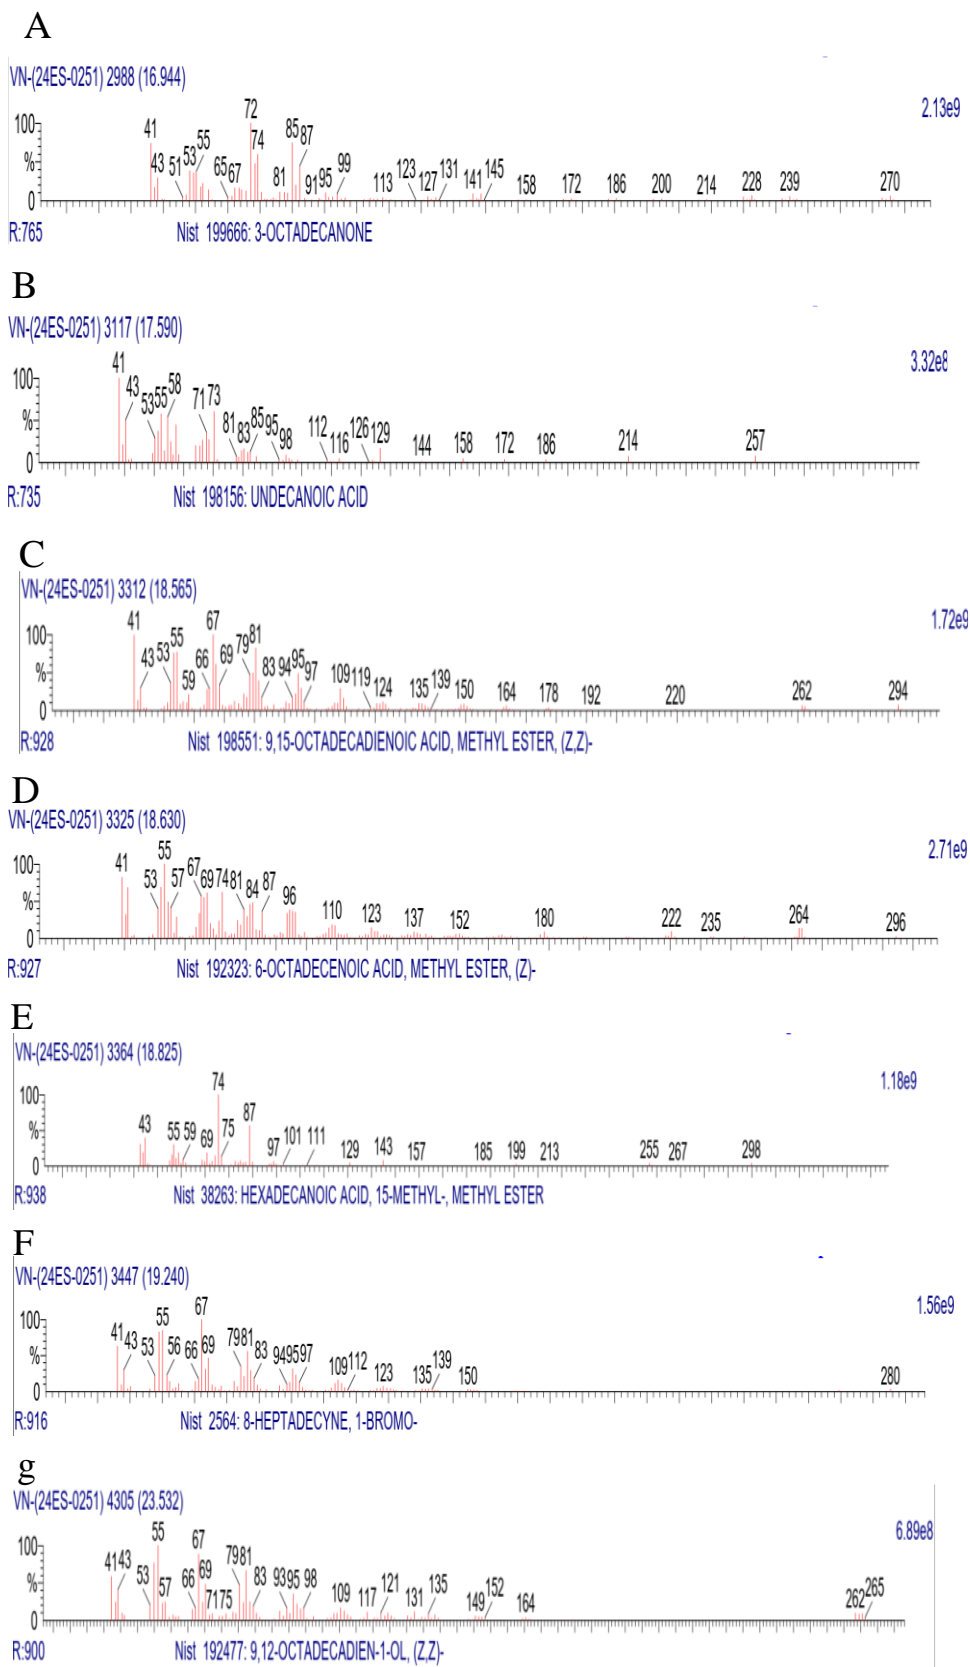 A
VN-(24ES-0251) 2988 (16.944)
2.13e9
100
%
0
41 43 51 53 55 65 67 72 74 81 85 87 91 95 99 113 123 127 131 141 145 158 172 186 200 214 228 239 270
R:765 Nist 199666: 3-OCTADECANONE
B
VN-(24ES-0251) 3117 (17.590)
3.32e8
100
%
0
41 43 53 55 58 71 73 81 83 85 95 98 112 116 126 129 144 158 172 186 214 257
R:735 Nist 198156: UNDECANOIC ACID
C
VN-(24ES-0251) 3312 (18.565)
1.72e9
100
%
0
41 43 53 55 59 66 67 69 79 81 83 94 95 97 109 119 124 135 139 150 164 178 192 220 262 294
R:928 Nist 198551: 9,15-OCTADECADIENOIC ACID, METHYL ESTER, (Z,Z)-
D
VN-(24ES-0251) 3325 (18.630)
2.71e9
100
%
0
41 53 55 57 67 69 74 81 84 87 96 110 123 137 152 180 222 235 264 296
R:927 Nist 192323: 6-OCTADECENOIC ACID, METHYL ESTER, (Z)-
E
VN-(24ES-0251) 3364 (18.825)
1.18e9
100
%
0
43 55 59 69 74 75 87 97 101 111 129 143 157 185 199 213 255 267 298
R:938 Nist 38263: HEXADECANOIC ACID, 15-METHYL-, METHYL ESTER
F
VN-(24ES-0251) 3447 (19.240)
1.56e9
100
%
0
41 43 53 55 56 66 67 69 79 81 83 94 95 97 109 112 123 135 139 150 280
R:916 Nist 2564: 8-HEPTADECYNE, 1-BROMO-
g
VN-(24ES-0251) 4305 (23.532)
6.89e8
100
%
0
41 43 53 55 57 66 67 69 71 75 79 81 83 93 95 98 109 117 121 131 135 149 152 164 262 265
R:900 Nist 192477: 9,12-OCTADECADIEN-1-OL, (Z,Z)-